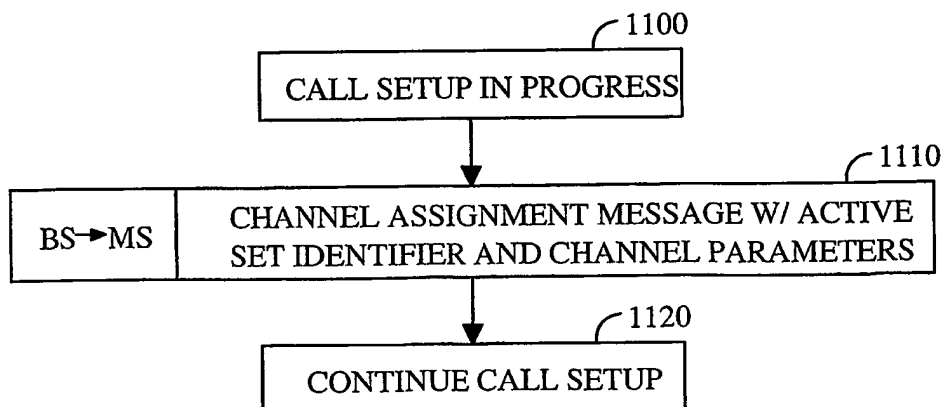 1100
CALL SETUP IN PROGRESS
1110
BS→MS
CHANNEL ASSIGNMENT MESSAGE W/ ACTIVE
SET IDENTIFIER AND CHANNEL PARAMETERS
1120
CONTINUE CALL SETUP